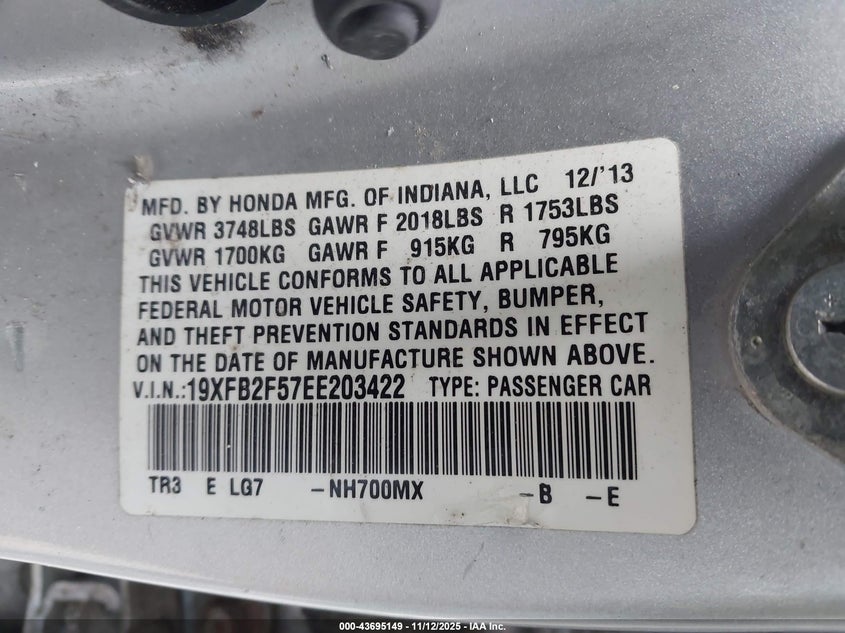 MFD. BY HONDA MFG. OF INDIANA, LLC 12/'13
GVWR 3748LBS GAWR F 2018LBS R 1753LBS
GVWR 1700KG GAWR F 915KG R 795KG
THIS VEHICLE CONFORMS TO ALL APPLICABLE
FEDERAL MOTOR VEHICLE SAFETY, BUMPER,
AND THEFT PREVENTION STANDARDS IN EFFECT
ON THE DATE OF MANUFACTURE SHOWN ABOVE.
V.I.N.:19XFB2F57EE203422 TYPE: PASSENGER CAR
TR3 E LG7 -NH700MX -B -E
000-43695149 - 11/12/2025 - IAA Inc.